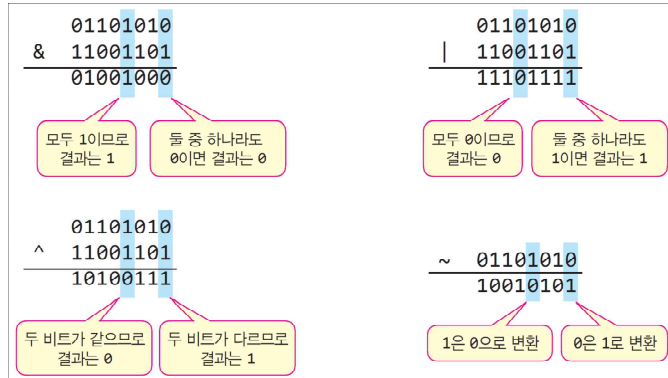 01101010
& 11001101
01001000
모두 1이므로
결과는 1
둘 중 하나라도
0이면 결과는 0
01101010
| 11001101
11101111
모두 0이므로
결과는 0
둘 중 하나라도
1이면 결과는 1
01101010
^ 11001101
10100111
두 비트가 같으므로
결과는 0
두 비트가 다르므로
결과는 1
~ 01101010
10010101
1은 0으로 변환
0은 1로 변환